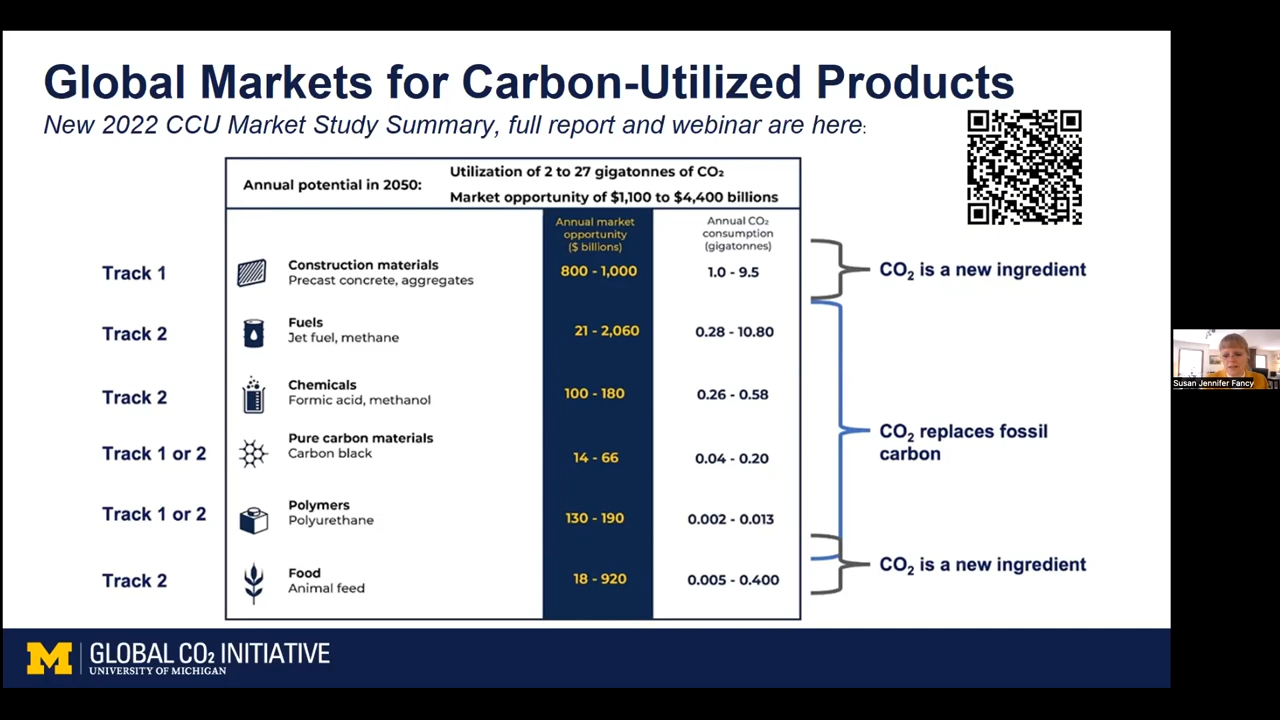 Global Markets for Carbon-Utilized Products
New 2022 CCU Market Study Summary, full report and webinar are here:
Annual potential in 2050:
Utilization of 2 to 27 gigatonnes of CO₂
Market opportunity of $1,100 to $4,400 billions
Annual market
opportunity
($ billions)
Annual CO₂
consumption
(gigatonnes)
Track 1
Construction materials
Precast concrete, aggregates
800 - 1,000
1.0 - 9.5
CO₂ is a new ingredient
Track 2
Fuels
Jet fuel, methane
21 - 2,060
0.28 - 10.80
Track 2
Chemicals
Formic acid, methanol
100 - 180
0.26 - 0.58
CO₂ replaces fossil
carbon
Track 1 or 2
Pure carbon materials
Carbon black
14 - 66
0.04 - 0.20
Track 1 or 2
Polymers
Polyurethane
130 - 190
0.002 - 0.013
Track 2
Food
Animal feed
18 - 920
0.005 - 0.400
CO₂ is a new ingredient
M
GLOBAL CO₂ INITIATIVE
UNIVERSITY OF MICHIGAN
Susan Jennifer Fancy